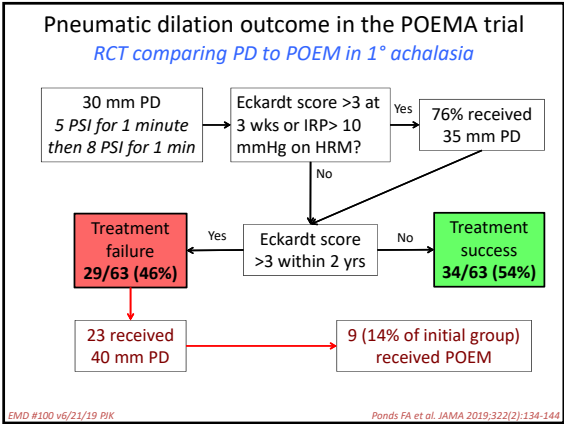 Pneumatic dilation outcome in the POEMA trial
RCT comparing PD to POEM in 1° achalasia
30 mm PD
5 PSI for 1 minute
then 8 PSI for 1 min
Eckardt score >3 at
3 wks or IRP> 10
mmHg on HRM?
Yes
76% received
35 mm PD
No
Treatment
failure
29/63 (46%)
Yes
Eckardt score
>3 within 2 yrs
No
Treatment
success
34/63 (54%)
23 received
40 mm PD
9 (14% of initial group)
received POEM
EMD #100 v6/21/19 PJK
Ponds FA et al. JAMA 2019;322(2):134-144